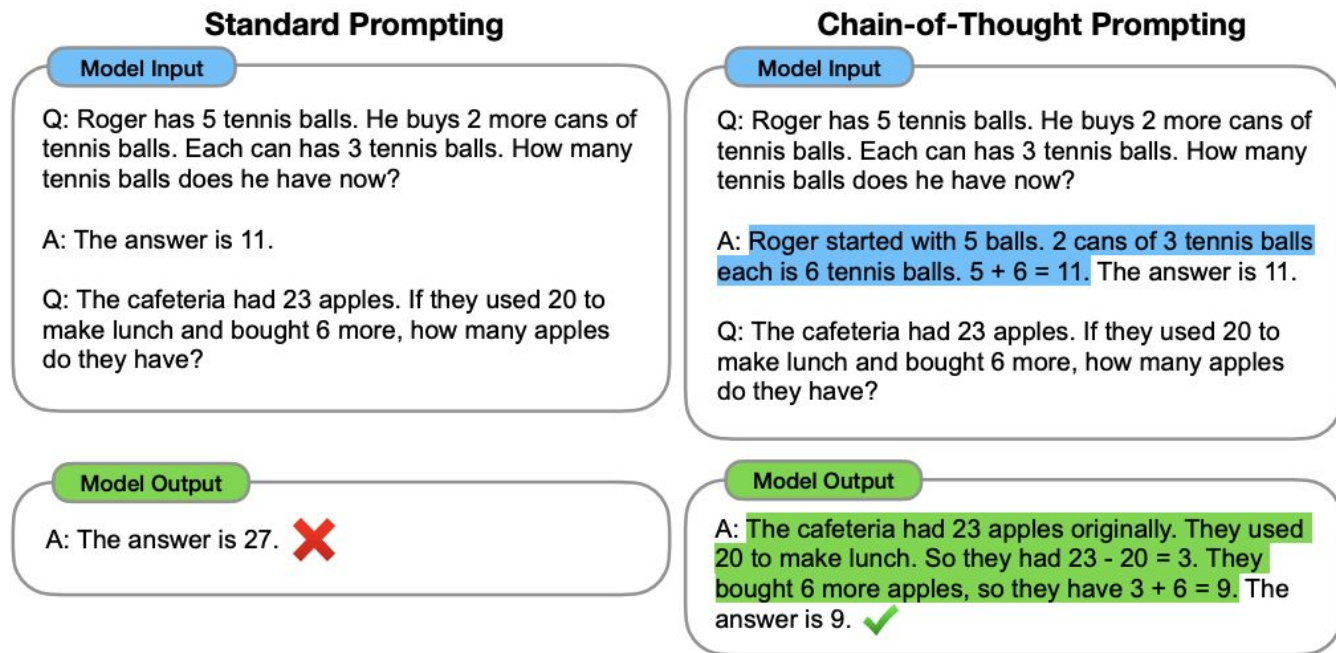 Standard Prompting
Model Input
Q: Roger has 5 tennis balls. He buys 2 more cans of
tennis balls. Each can has 3 tennis balls. How many
tennis balls does he have now?
A: The answer is 11.
Q: The cafeteria had 23 apples. If they used 20 to
make lunch and bought 6 more, how many apples
do they have?
Model Output
A: The answer is 27.
Chain-of-Thought Prompting
Model Input
Q: Roger has 5 tennis balls. He buys 2 more cans of
tennis balls. Each can has 3 tennis balls. How many
tennis balls does he have now?
A: Roger started with 5 balls. 2 cans of 3 tennis balls
each is 6 tennis balls. 5 + 6 = 11. The answer is 11.
Q: The cafeteria had 23 apples. If they used 20 to
make lunch and bought 6 more, how many apples
do they have?
Model Output
A: The cafeteria had 23 apples originally. They used
20 to make lunch. So they had 23 - 20 = 3. They
bought 6 more apples, so they have 3 + 6 = 9. The
answer is 9.